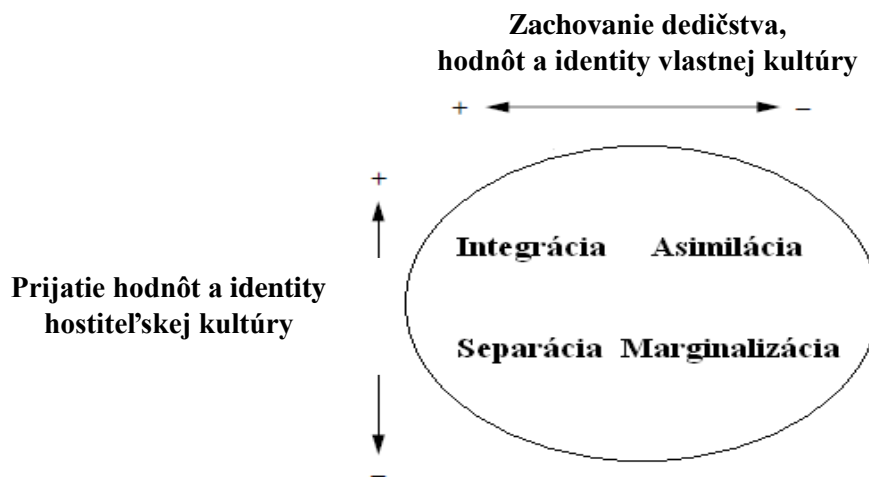 Zachovanie dedičstva,
hodnôt a identity vlastnej kultúry
+ –
+
Integrácia Asimilácia
Prijatie hodnôt a identity
hostiteľskej kultúry
Separácia Marginalizácia
–